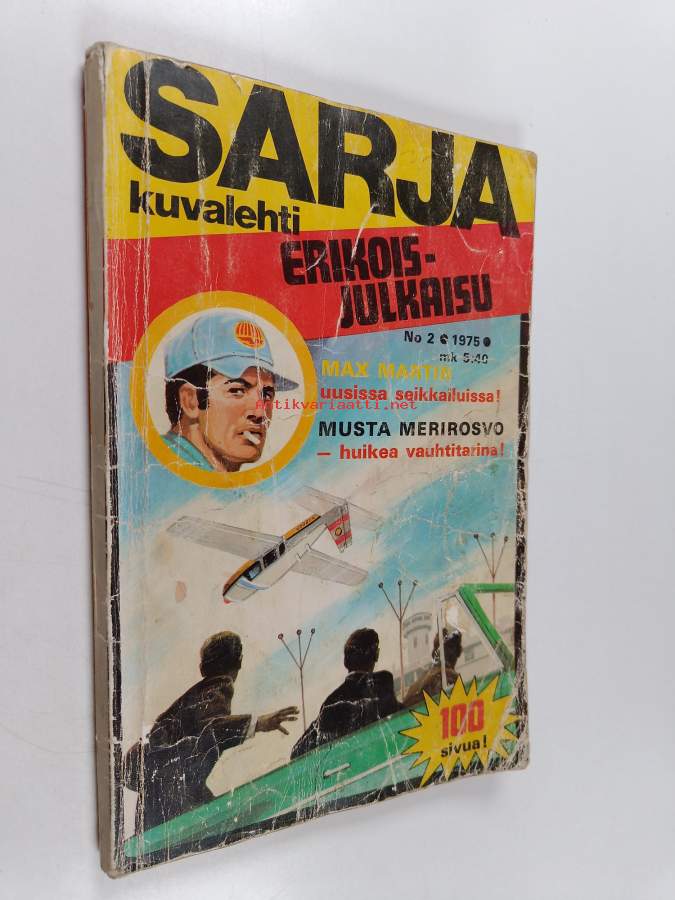 SARJA
kuvalehti
ERIKOIS-
JULKAISU
No 2 1975
mk 5:40
MAX MARTIN
uusissa seikkailuissa!
Antikvariaatti.net
MUSTA MERIROSVO
— huikea vauhtitarina!
100
sivua!